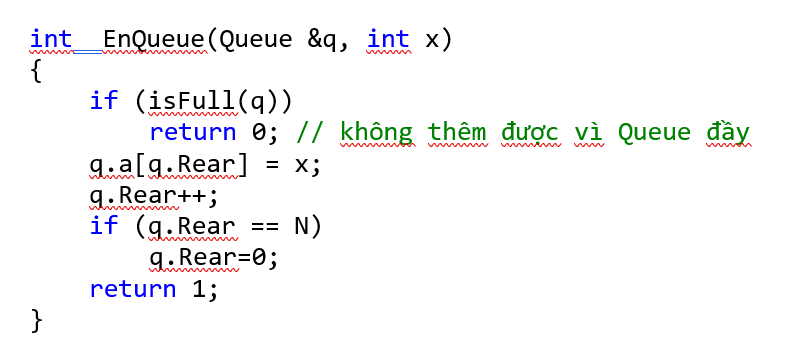 int  EnQueue(Queue &q, int x)
{
    if (isFull(q))
        return 0; // không thêm được vì Queue đầy
    q.a[q.Rear] = x;
    q.Rear++;
    if (q.Rear == N)
        q.Rear=0;
    return 1;
}